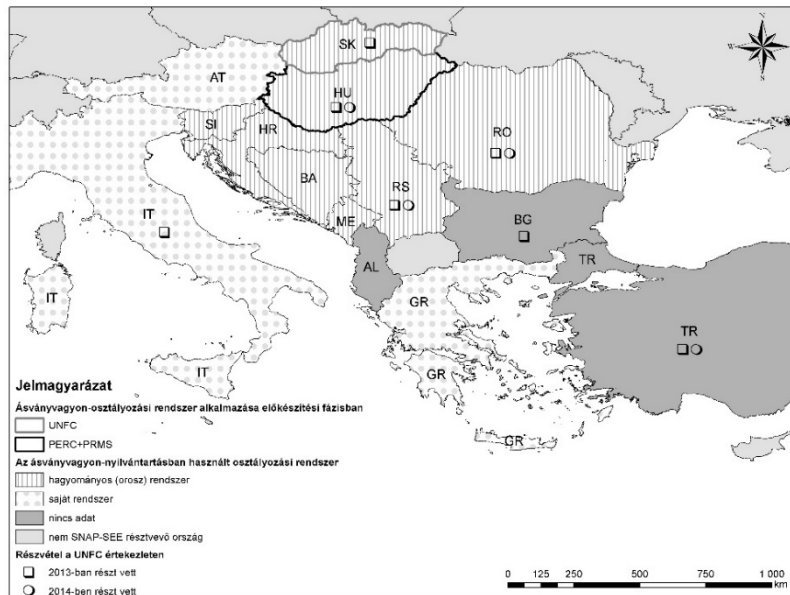 N
W
E
S
SK
AT
HU
SI
HR
RO
BA
RS
IT
ME
BG
AL
TR
IT
GR
TR
IT
GR
GR
Jelmagyarázat
Ásványvagyon-osztályozási rendszer alkalmazása előkészítési fázisban
UNFC
PERC+PRMS
Az ásványvagyon-nyilvántartásban használt osztályozási rendszer
hagyományos (orosz) rendszer
saját rendszer
nincs adat
nem SNAP-SEE résztvevő ország
Részvétel a UNFC értekezleten
2013-ban részt vett
2014-ben részt vett
0 125 250 500 750 1 000
km